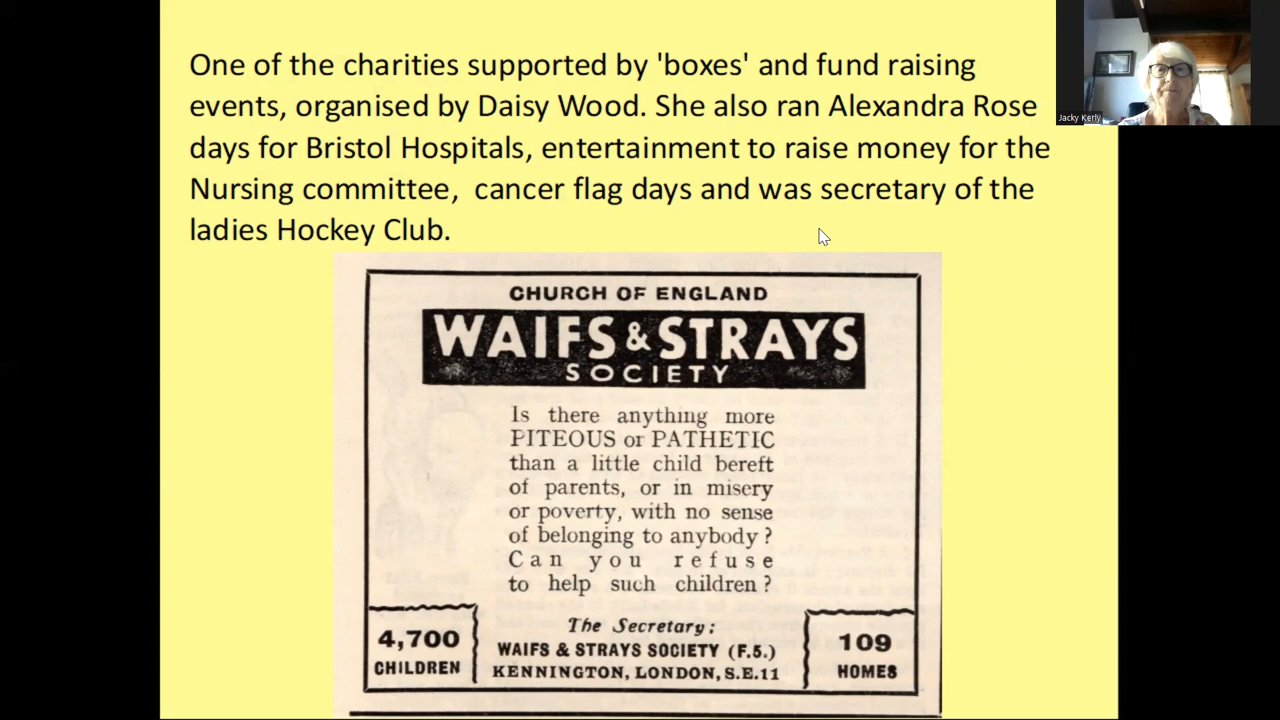 One of the charities supported by 'boxes' and fund raising
events, organised by Daisy Wood. She also ran Alexandra Rose
days for Bristol Hospitals, entertainment to raise money for the
Nursing committee,  cancer flag days and was secretary of the
ladies Hockey Club.
Jacky Kerly
CHURCH OF ENGLAND
WAIFS & STRAYS
SOCIETY
Is there anything more
PITEOUS or PATHETIC
than a little child bereft
of parents, or in misery
or poverty, with no sense
of belonging to anybody?
Can you refuse
to help such children?
4,700
CHILDREN
The Secretary:
WAIFS & STRAYS SOCIETY (F.5.)
KENNINGTON, LONDON, S.E.11
109
HOMES